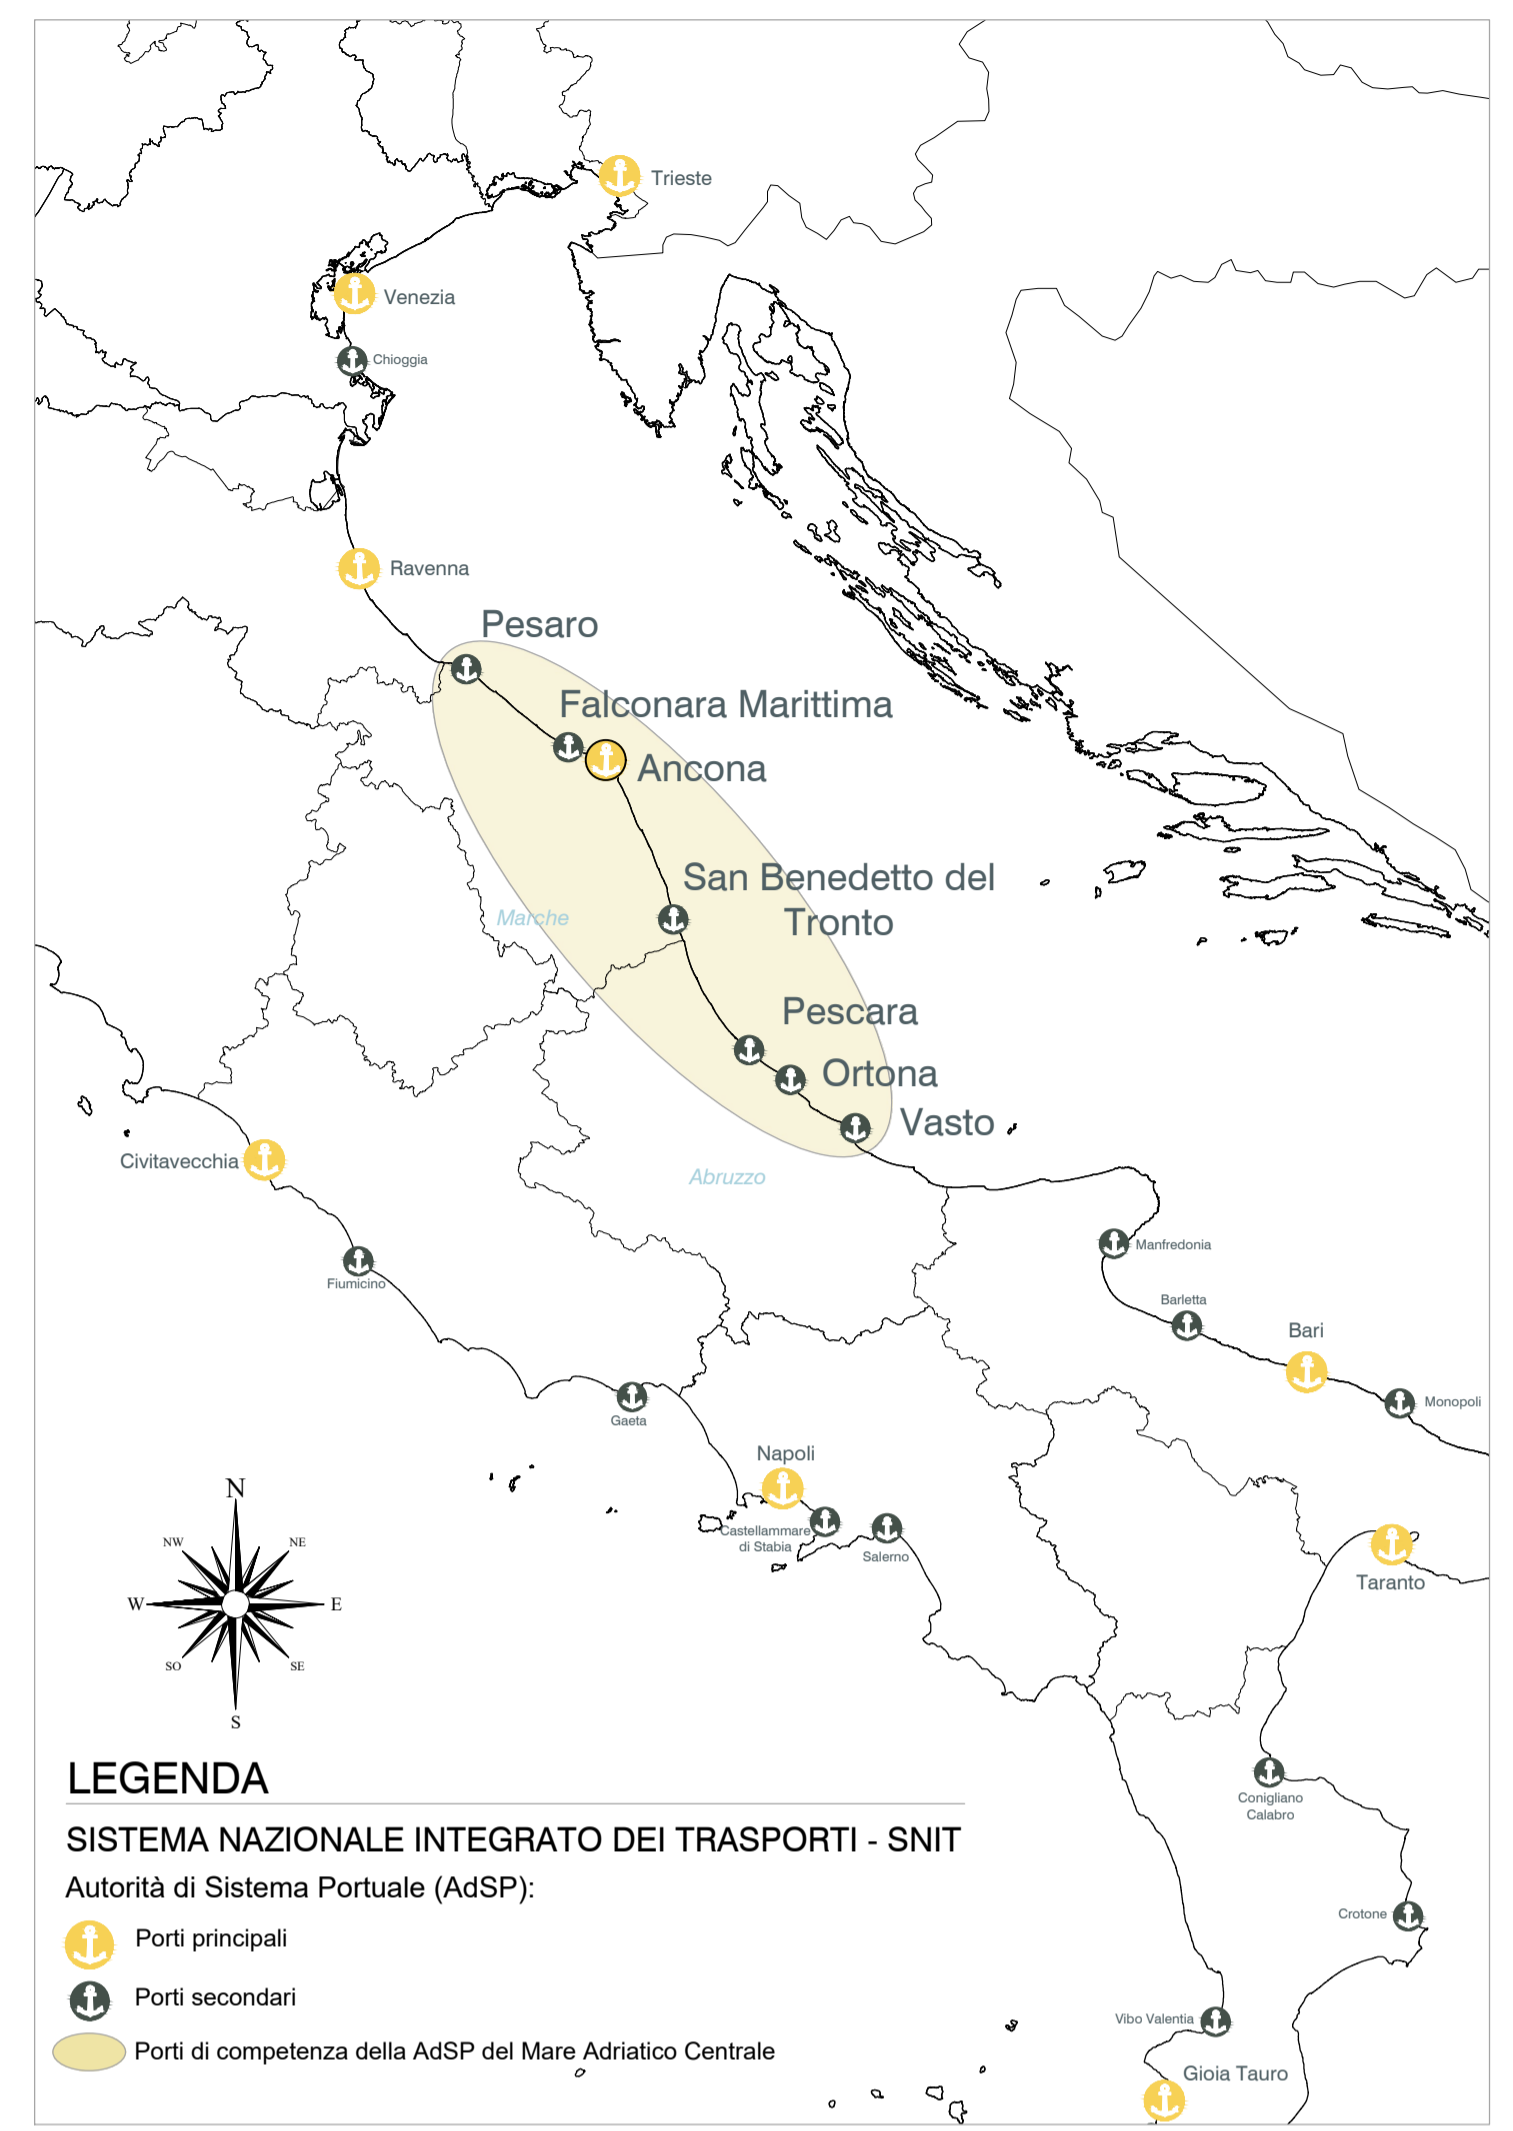 Trieste
Venezia
Chioggia
Ravenna
Pesaro
Falconara Marittima
Ancona
San Benedetto del
Tronto
Marche
Pescara
Ortona
Vasto
Civitavecchia
Abruzzo
Manfredonia
Fiumicino
Barletta
Bari
Monopoli
Gaeta
Napoli
Castellammare
di Stabia
Salerno
Taranto
N
NW
NE
W
E
SO
SE
S
LEGENDA
SISTEMA NAZIONALE INTEGRATO DEI TRASPORTI - SNIT
Autorità di Sistema Portuale (AdSP):
Porti principali
Porti secondari
Porti di competenza della AdSP del Mare Adriatico Centrale
Conigliano
Calabro
Crotone
Vibo Valentia
Gioia Tauro